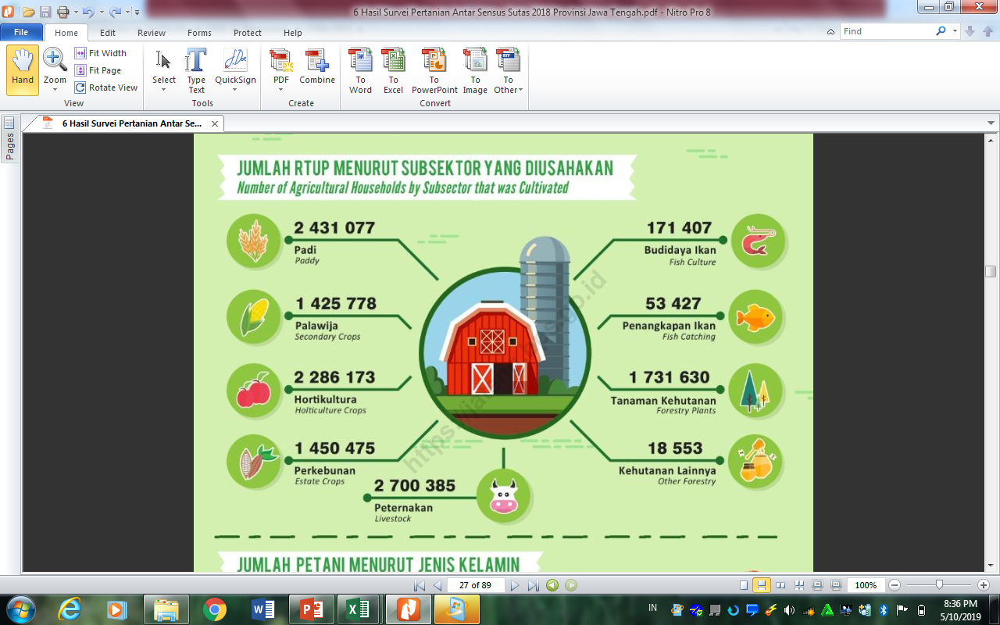 6 Hasil Survei Pertanian Antar Sensus Sutas 2018 Provinsi Jawa Tengah.pdf - Nitro Pro 8
File Home Edit Review Forms Protect Help
Find
Hand
Zoom
Fit Width
Fit Page
Rotate View
View
Select
Type Text
QuickSign
Tools
PDF
Combine
Create
To Word
To Excel
To PowerPoint
To Image
To Other
Convert
6 Hasil Survei Pertanian Antar Se...
Pages
JUMLAH RTUP MENURUT SUBSEKTOR YANG DIUSAHAKAN
Number of Agricultural Households by Subsector that was Cultivated
2 431 077
Padi
Paddy
1 425 778
Palawija
Secondary Crops
2 286 173
Hortikultura
Holticulture Crops
1 450 475
Perkebunan
Estate Crops
2 700 385
Peternakan
Livestock
171 407
Budidaya Ikan
Fish Culture
53 427
Penangkapan Ikan
Fish Catching
1 731 630
Tanaman Kehutanan
Forestry Plants
18 553
Kehutanan Lainnya
Other Forestry
JUMLAH PETANI MENURUT JENIS KELAMIN
27 of 89
100%
IN
8:36 PM
5/10/2019